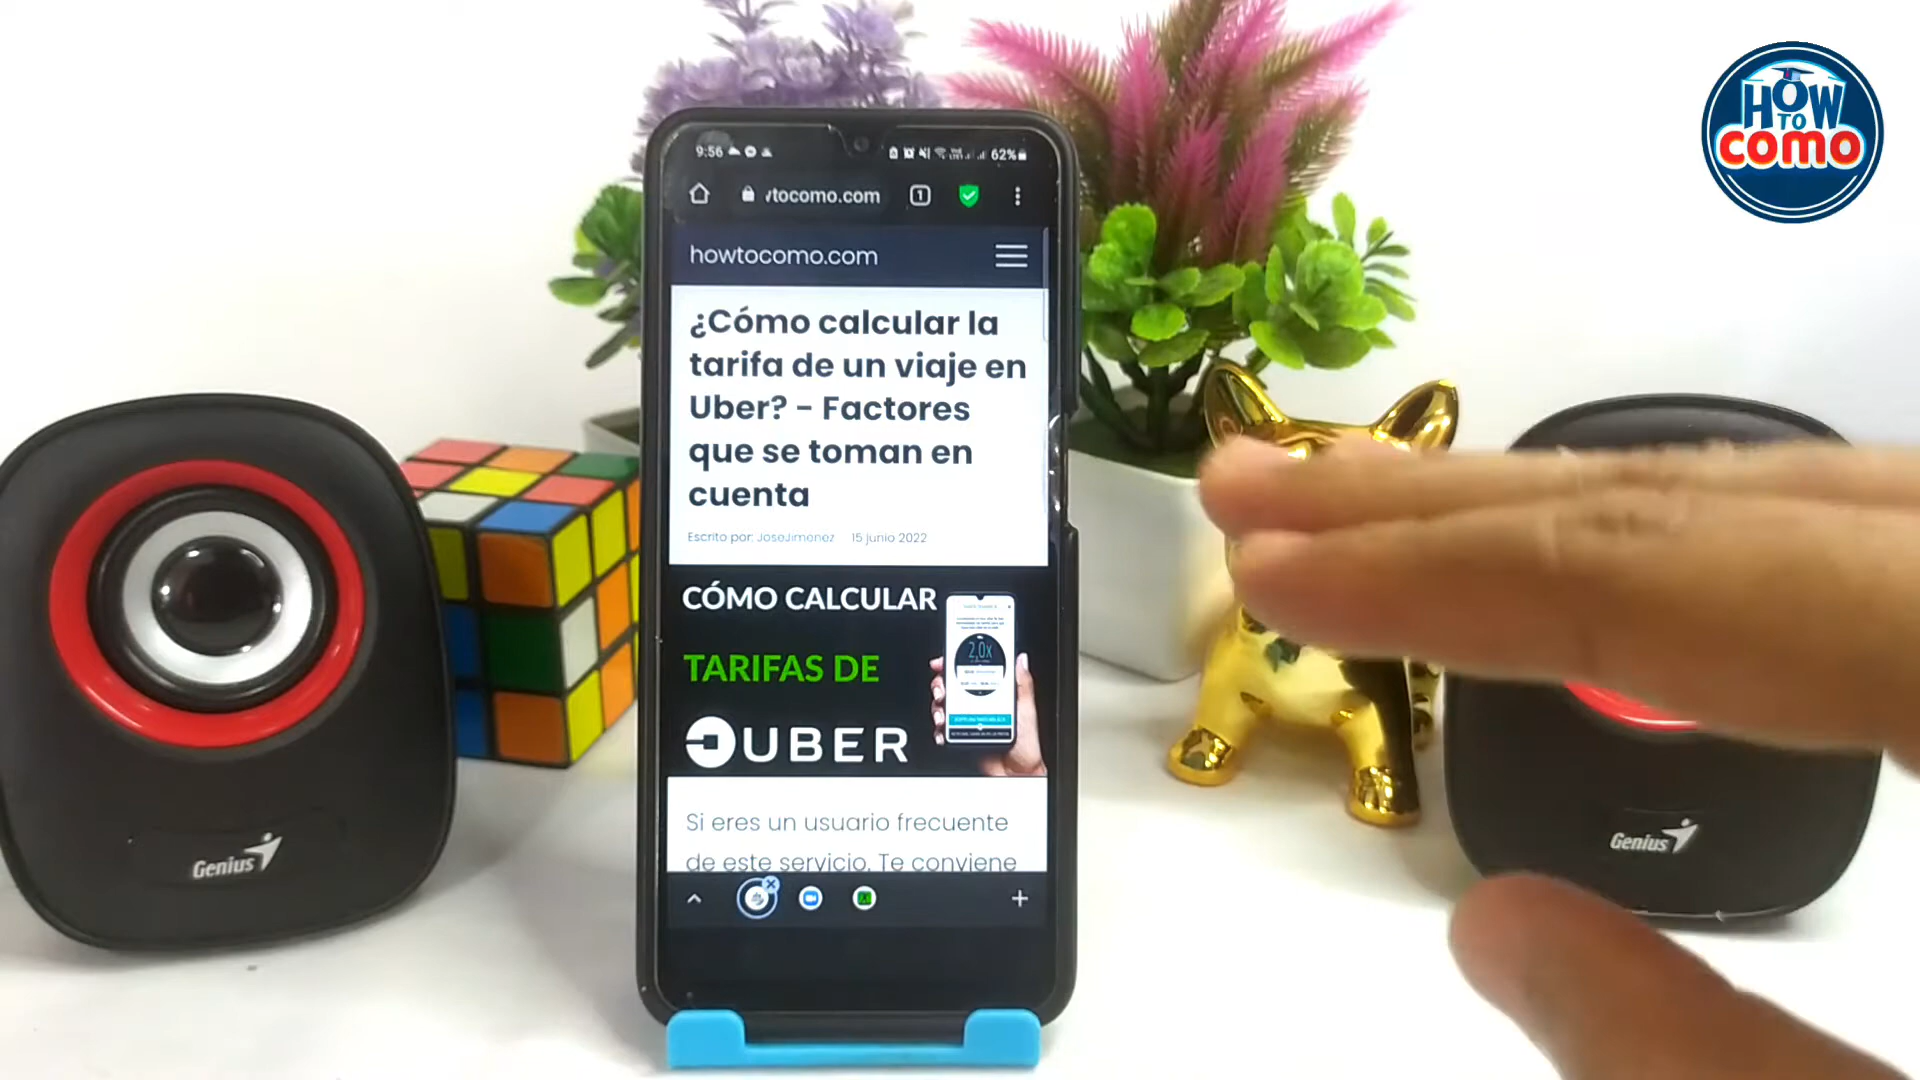 HOW
TO
COMO
9:56
62%
/tocomo.com
1
howtocomo.com
¿Cómo calcular la
tarifa de un viaje en
Uber? - Factores
que se toman en
cuenta
Escrito por: JoseJimenez 15 junio 2022
CÓMO CALCULAR
TARIFAS DE
UBER
2,0x
Si eres un usuario frecuente
de este servicio. Te conviene
Genius
Genius